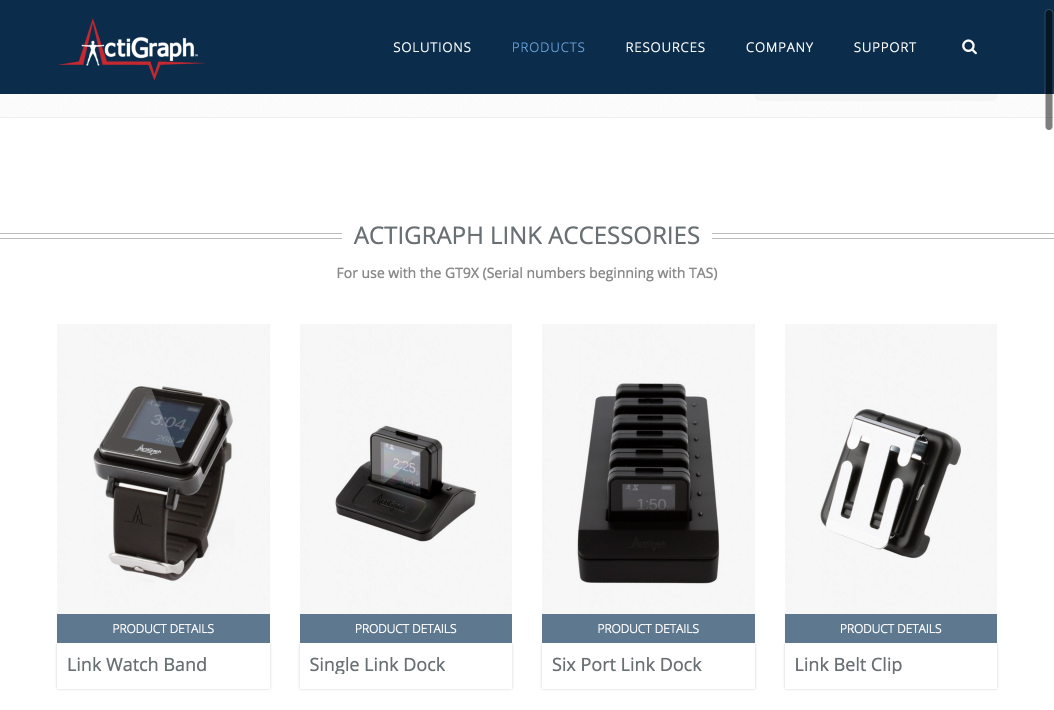 ActiGraph
SOLUTIONS PRODUCTS RESOURCES COMPANY SUPPORT
ACTIGRAPH LINK ACCESSORIES
For use with the GT9X (Serial numbers beginning with TAS)
3:04
ActiGraph
2:25
1:50
PRODUCT DETAILS PRODUCT DETAILS PRODUCT DETAILS PRODUCT DETAILS
Link Watch Band Single Link Dock Six Port Link Dock Link Belt Clip